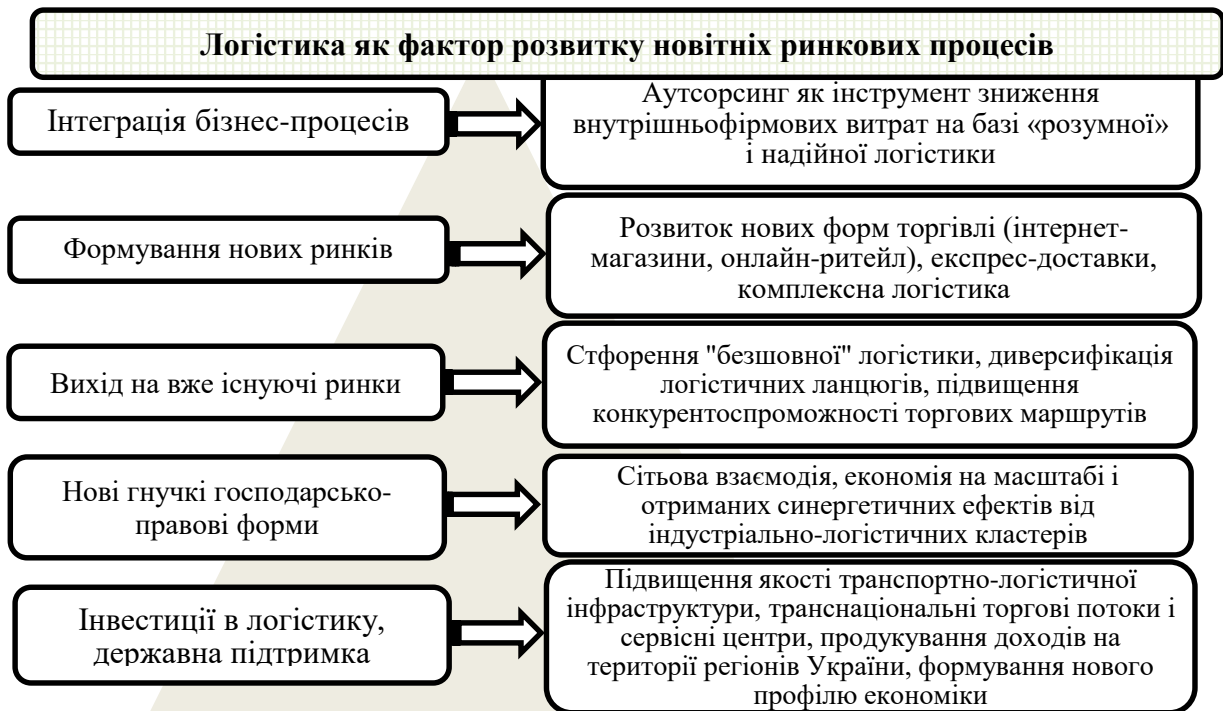 Логістика як фактор розвитку новітніх ринкових процесів
Інтеграція бізнес-процесів
Аутсорсинг як інструмент зниження
внутрішньофірмових витрат на базі «розумної»
і надійної логістики
Формування нових ринків
Розвиток нових форм торгівлі (інтернет-
магазини, онлайн-ритейл), експрес-доставки,
комплексна логістика
Вихід на вже існуючі ринки
Стфорення "безшовної" логістики, диверсифікація
логістичних ланцюгів, підвищення
конкурентоспроможності торгових маршрутів
Нові гнучкі господарсько-
правові форми
Сітьова взаємодія, економія на масштабі і
отриманих синергетичних ефектів від
індустріально-логістичних кластерів
Інвестиції в логістику,
державна підтримка
Підвищення якості транспортно-логістичної
інфраструктури, транснаціональні торгові потоки і
сервісні центри, продукування доходів на
території регіонів України, формування нового
профілю економіки